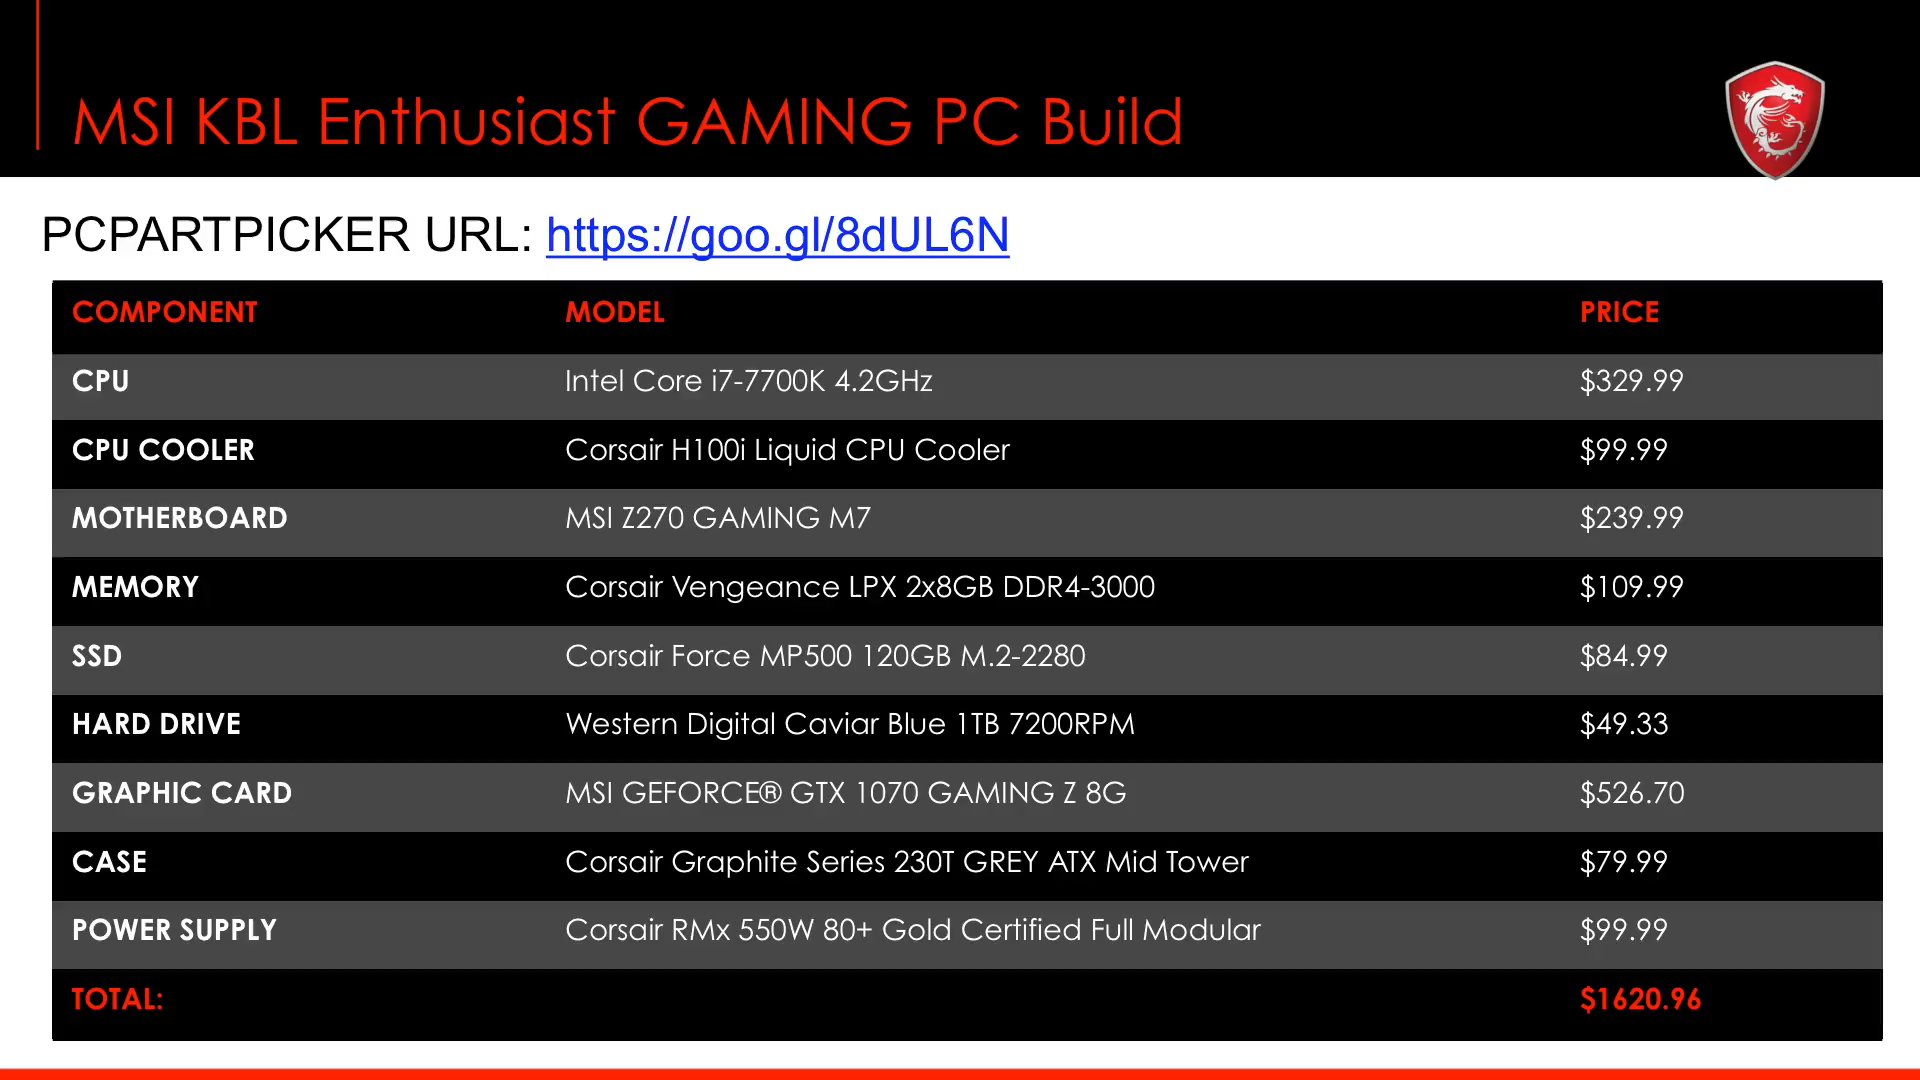 MSI KBL Enthusiast GAMING PC Build
PCPARTPICKER URL: https://goo.gl/8dUL6N
COMPONENT MODEL PRICE
CPU Intel Core i7-7700K 4.2GHz $329.99
CPU COOLER Corsair H100i Liquid CPU Cooler $99.99
MOTHERBOARD MSI Z270 GAMING M7 $239.99
MEMORY Corsair Vengeance LPX 2x8GB DDR4-3000 $109.99
SSD Corsair Force MP500 120GB M.2-2280 $84.99
HARD DRIVE Western Digital Caviar Blue 1TB 7200RPM $49.33
GRAPHIC CARD MSI GEFORCE® GTX 1070 GAMING Z 8G $526.70
CASE Corsair Graphite Series 230T GREY ATX Mid Tower $79.99
POWER SUPPLY Corsair RMx 550W 80+ Gold Certified Full Modular $99.99
TOTAL: $1620.96